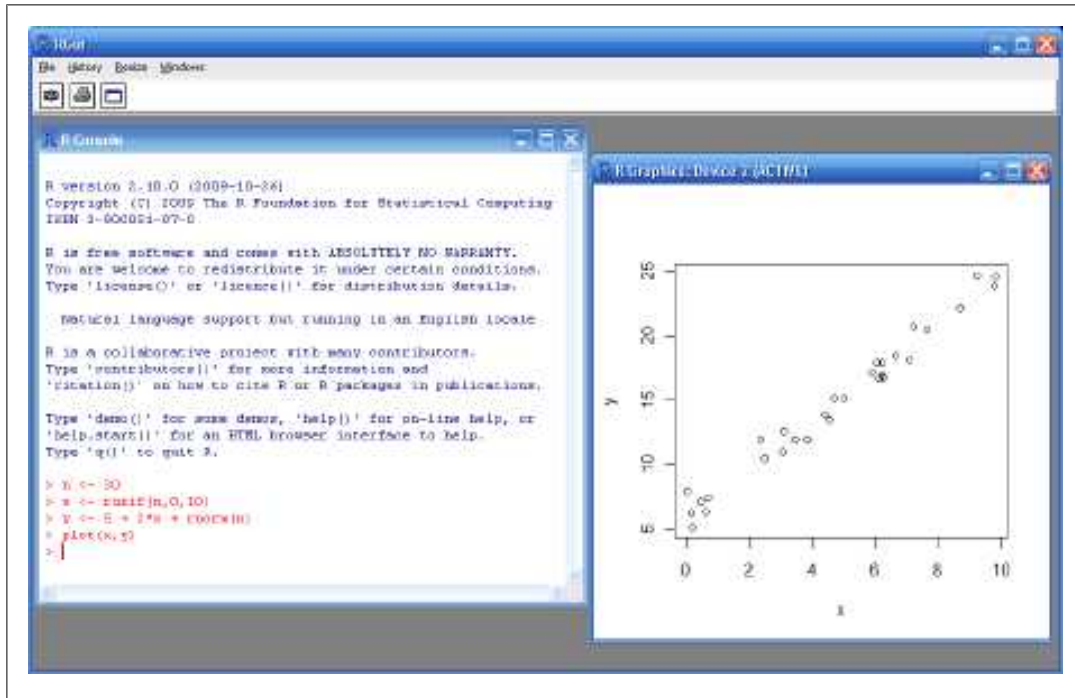 RGui
File History Resize Windows
R Console
R version 2.10.0 (2009-10-26)
Copyright (C) 2009 The R Foundation for Statistical Computing
ISBN 3-900051-07-0
R is free software and comes with ABSOLUTELY NO WARRANTY.
You are welcome to redistribute it under certain conditions.
Type 'license()' or 'licence()' for distribution details.
Natural language support but running in an English locale
R is a collaborative project with many contributors.
Type 'contributors()' for more information and
'citation()' on how to cite R or R packages in publications.
Type 'demo()' for some demos, 'help()' for on-line help, or
'help.start()' for an HTML browser interface to help.
Type 'q()' to quit R.
> n <- 30
> x <- runif(n,0,10)
> y <- 5 + 2*x + rnorm(n)
> plot(x,y)
>
R Graphics: Device 2 (ACTIVE)
25
20
15
10
5
y
0 2 4 6 8 10
x